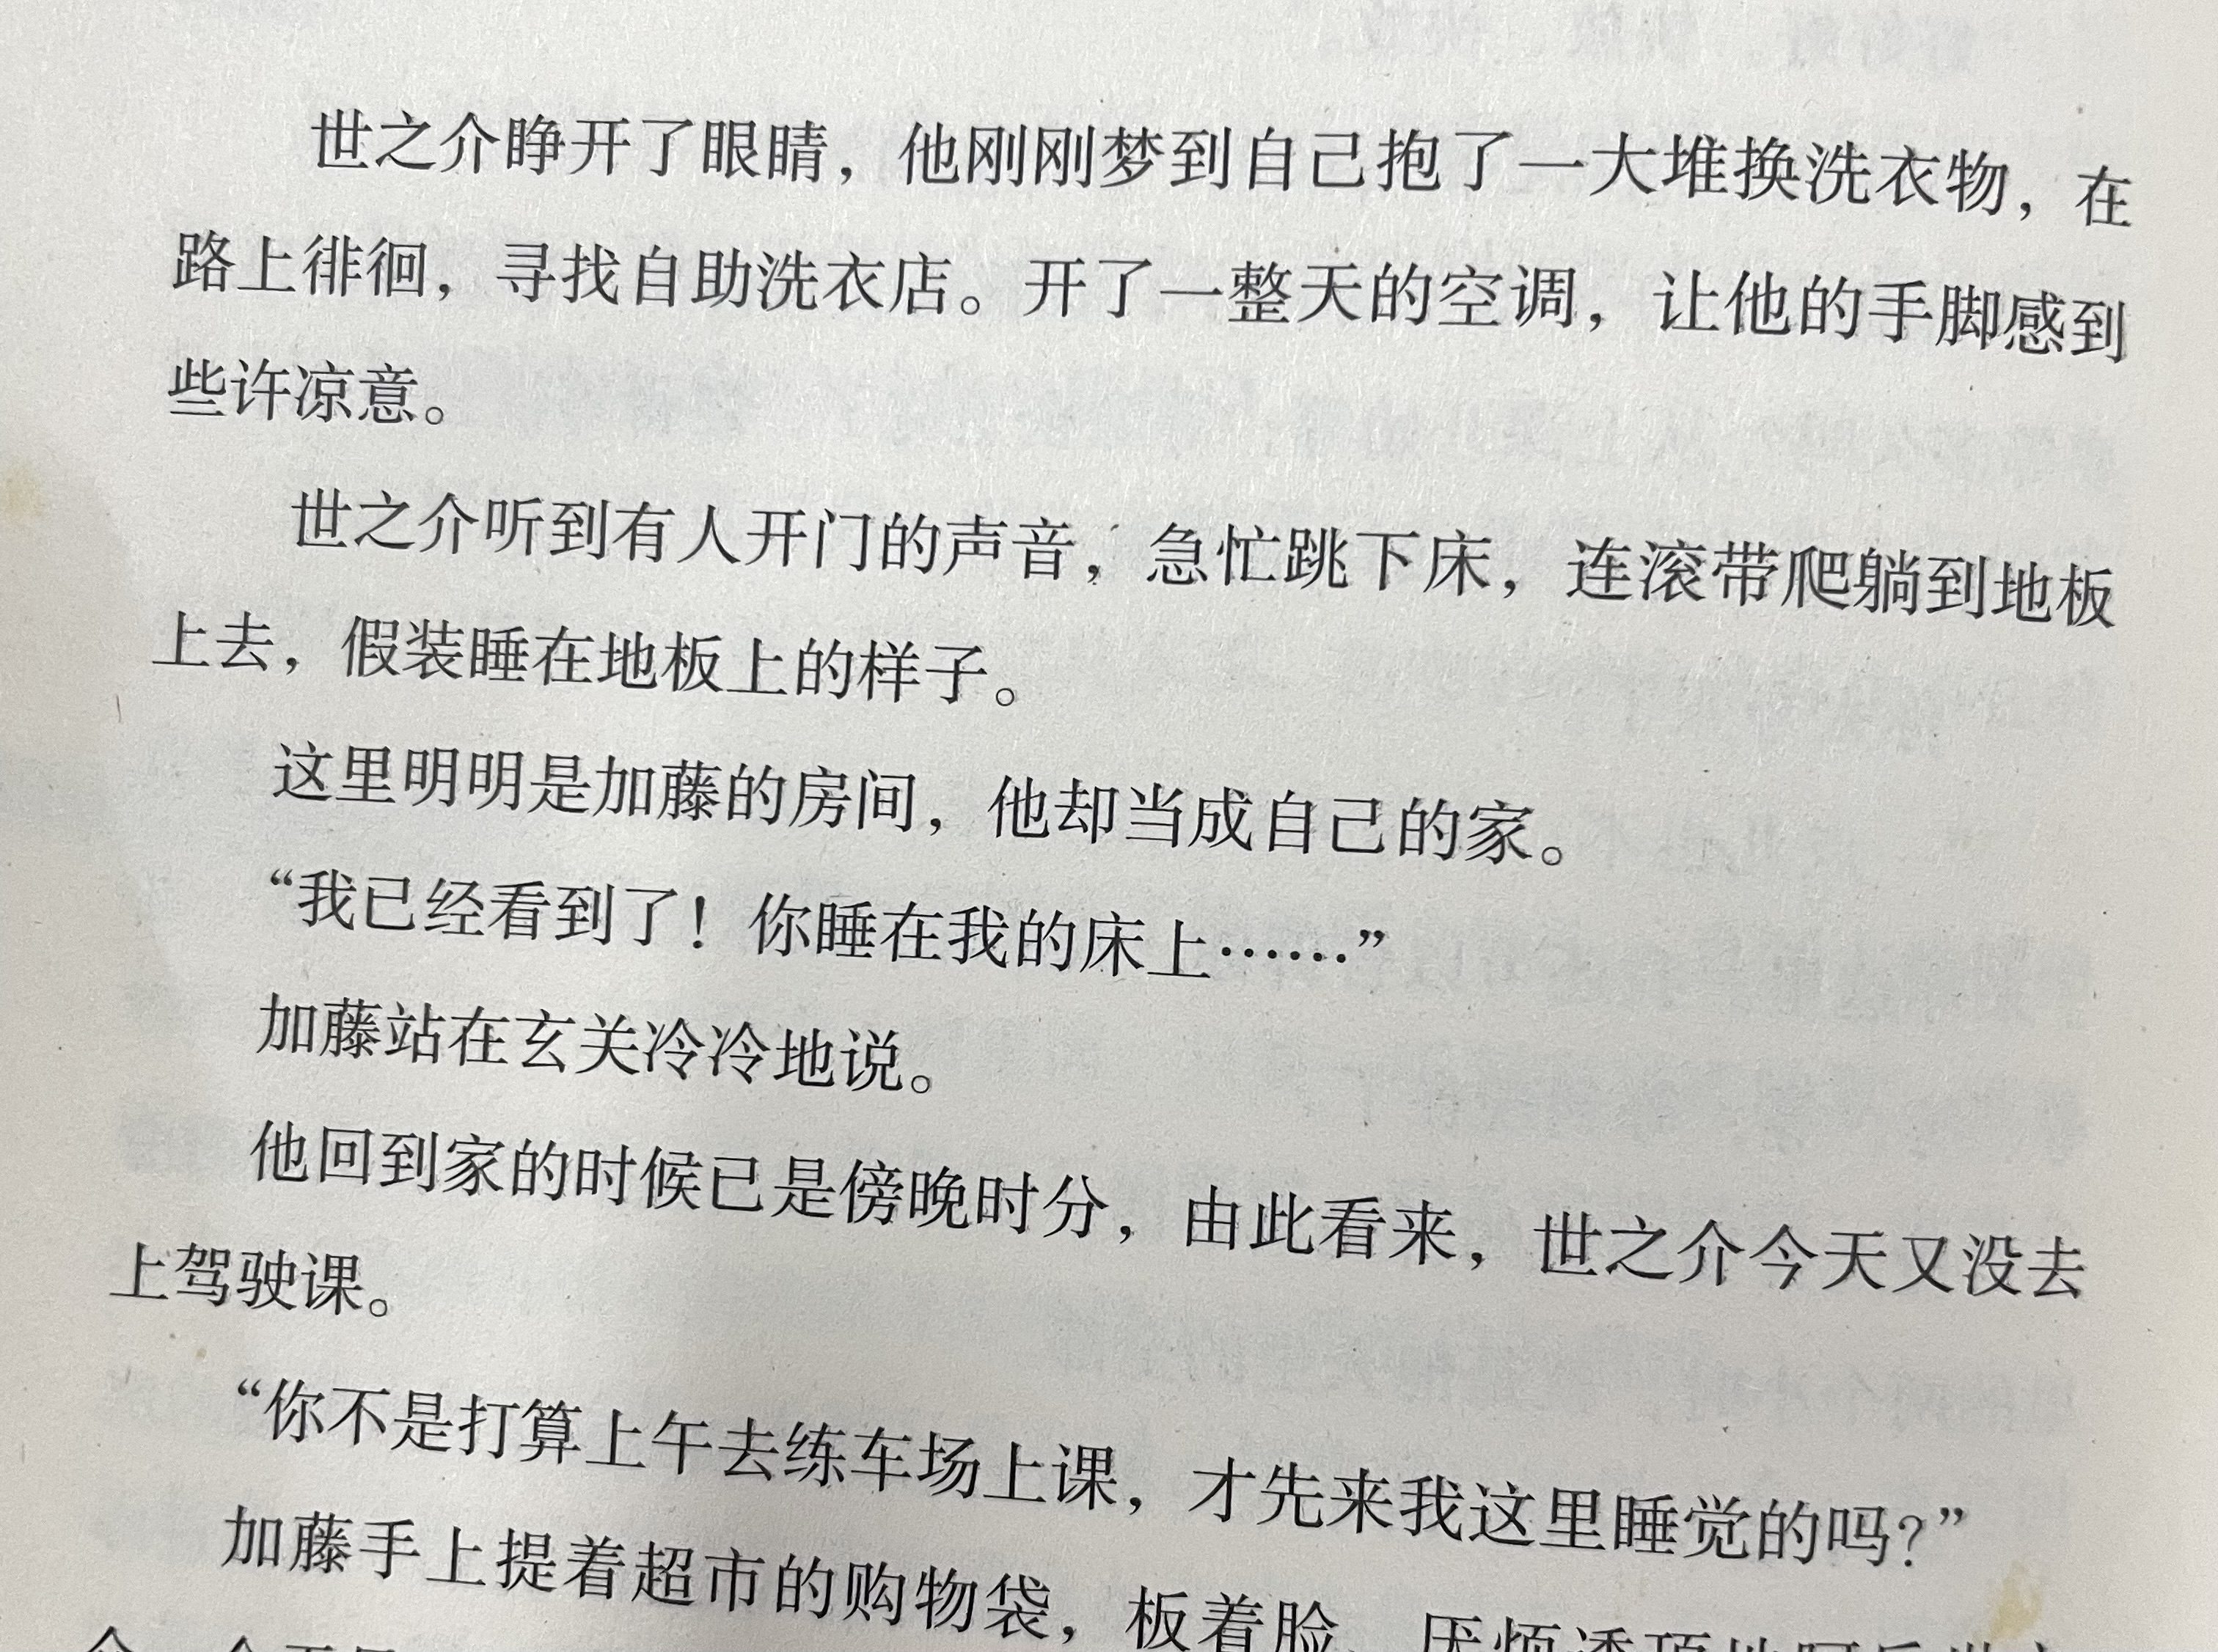 世之介睁开了眼睛，他刚刚梦到自己抱了一大堆换洗衣物，在
路上徘徊，寻找自助洗衣店。开了一整天的空调，让他的手脚感到
些许凉意。
世之介听到有人开门的声音，急忙跳下床，连滚带爬躺到地板
上去，假装睡在地板上的样子。
这里明明是加藤的房间，他却当成自己的家。
“我已经看到了！你睡在我的床上……”
加藤站在玄关冷冷地说。
他回到家的时候已是傍晚时分，由此看来，世之介今天又没去
上驾驶课。
“你不是打算上午去练车场上课，才先来我这里睡觉的吗？”
加藤手上提着超市的购物袋，板着脸，厌烦透顶地